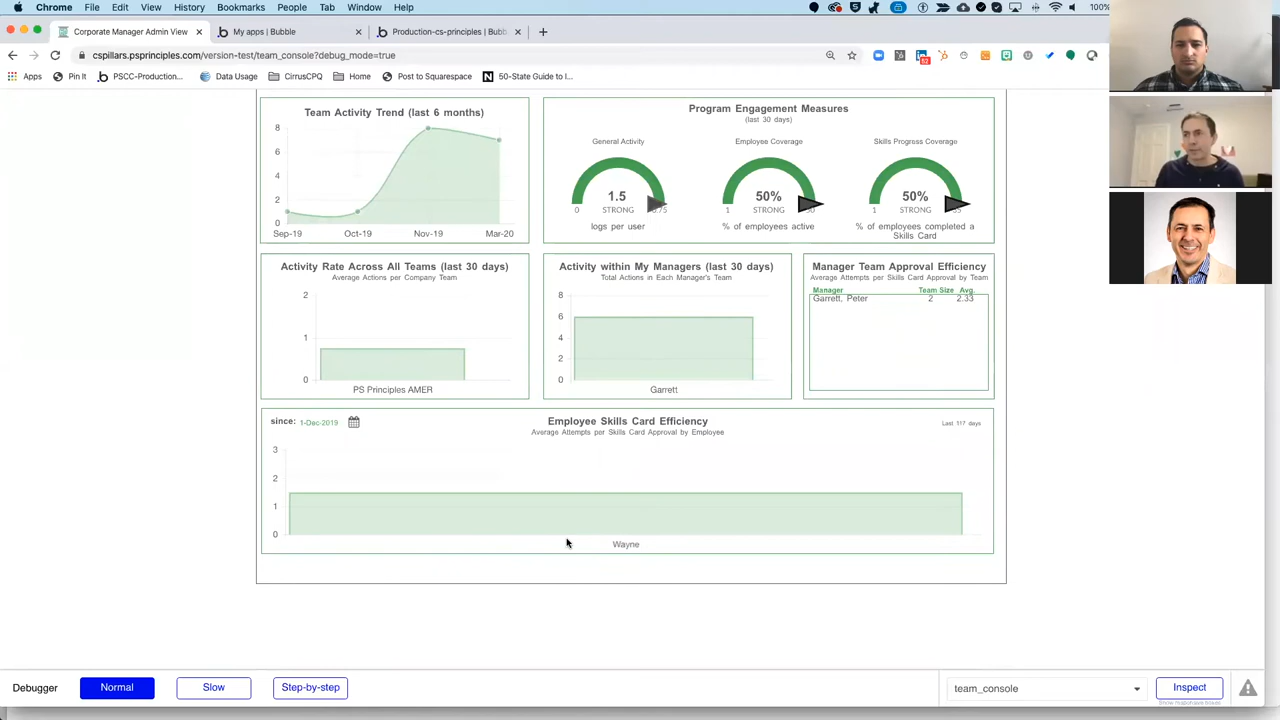 Chrome File Edit View History Bookmarks People Tab Window Help
100%
Corporate Manager Admin View
My apps | Bubble
Production-cs-principles | Bubb
cspillars.psprinciples.com/version-test/team_console?debug_mode=true
Apps Pin It PSCC-Production... Data Usage CirrusCPQ Home Post to Squarespace 50-State Guide to I...
Team Activity Trend (last 6 months)
8
6
4
2
0
Sep-19 Oct-19 Nov-19 Mar-20
Program Engagement Measures
(last 30 days)
General Activity Employee Coverage Skills Progress Coverage
1.5 50% 50%
0 STRONG 1 STRONG 1 STRONG
logs per user % of employees active % of employees completed a
Skills Card
Activity Rate Across All Teams (last 30 days)
Average Actions per Company Team
2
1
0
PS Principles AMER
Activity within My Managers (last 30 days)
Total Actions in Each Manager's Team
8
6
4
2
0
Garrett
Manager Team Approval Efficiency
Average Attempts per Skills Card Approval by Team
Manager Team Size Avg.
Garrett, Peter 2 2.33
since: 1-Dec-2019
Employee Skills Card Efficiency
Average Attempts per Skills Card Approval by Employee
Last 117 days
3
2
1
0
Wayne
Debugger Normal Slow Step-by-step
team_console
Inspect